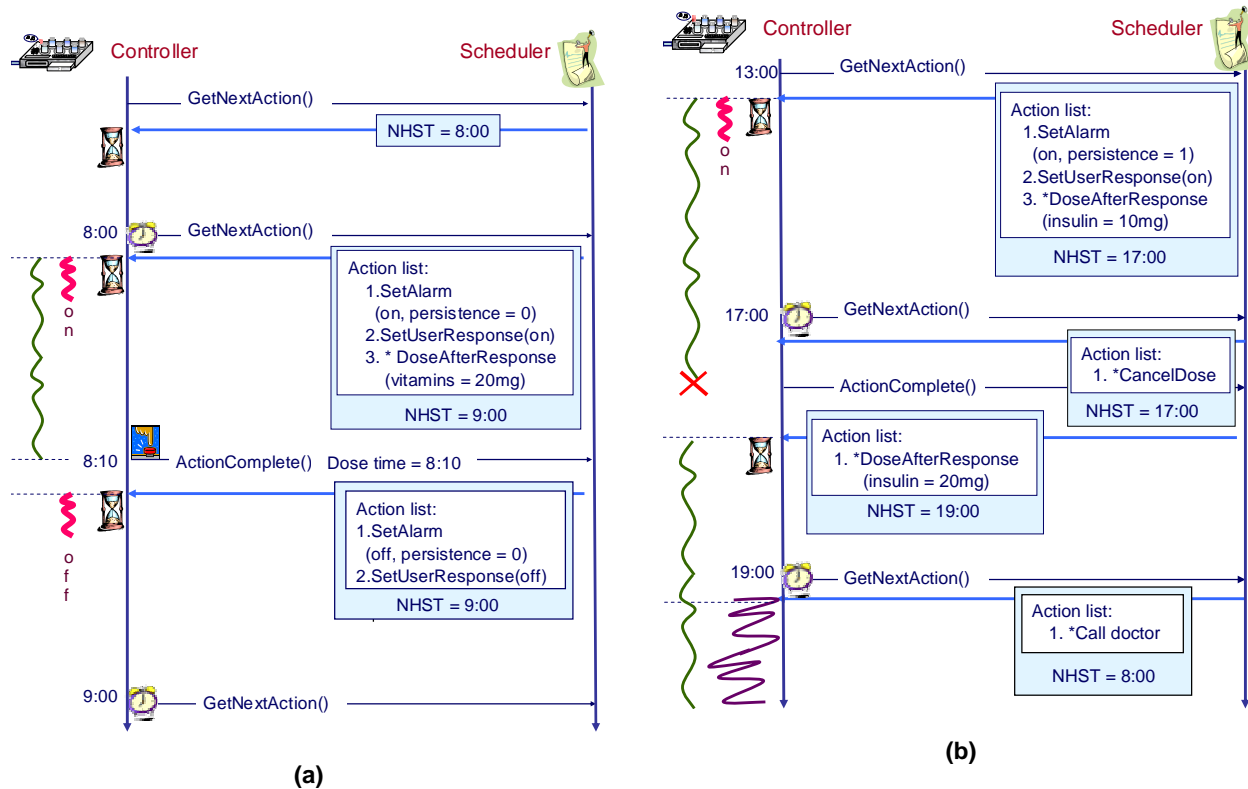 Controller
Scheduler
GetNextAction()
NHST = 8:00
8:00
GetNextAction()
Action list:
1.SetAlarm
(on, persistence = 0)
2.SetUserResponse(on)
3. * DoseAfterResponse
(vitamins = 20mg)
NHST = 9:00
o
n
8:10
ActionComplete() Dose time = 8:10
Action list:
1.SetAlarm
(off, persistence = 0)
2.SetUserResponse(off)
NHST = 9:00
o
f
f
9:00
GetNextAction()
(a)
Controller
Scheduler
13:00
GetNextAction()
Action list:
1.SetAlarm
(on, persistence = 1)
2.SetUserResponse(on)
3. *DoseAfterResponse
(insulin = 10mg)
NHST = 17:00
o
n
17:00
GetNextAction()
Action list:
1. *CancelDose
NHST = 17:00
ActionComplete()
Action list:
1. *DoseAfterResponse
(insulin = 20mg)
NHST = 19:00
19:00
GetNextAction()
Action list:
1. *Call doctor
NHST = 8:00
(b)